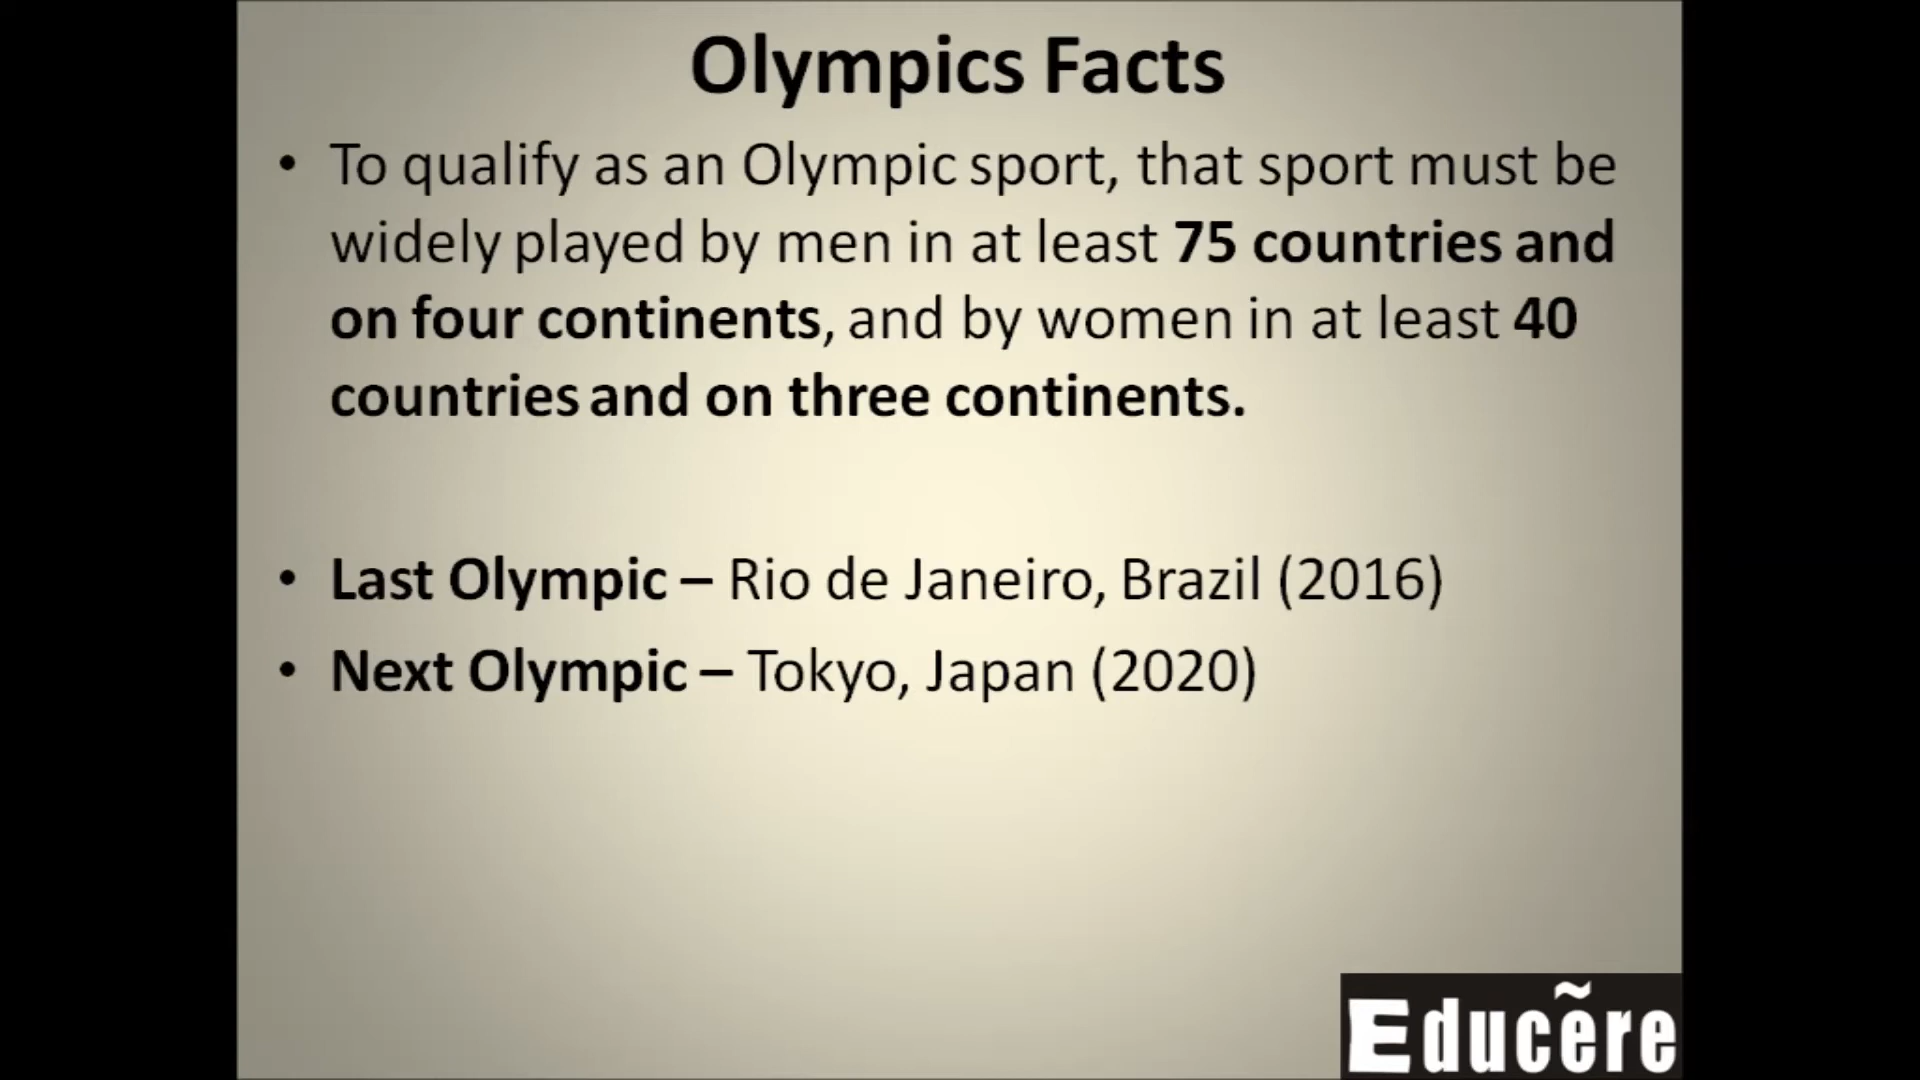 Olympics Facts
• To qualify as an Olympic sport, that sport must be
widely played by men in at least 75 countries and
on four continents, and by women in at least 40
countries and on three continents.
• Last Olympic – Rio de Janeiro, Brazil (2016)
• Next Olympic – Tokyo, Japan (2020)
Educẽre